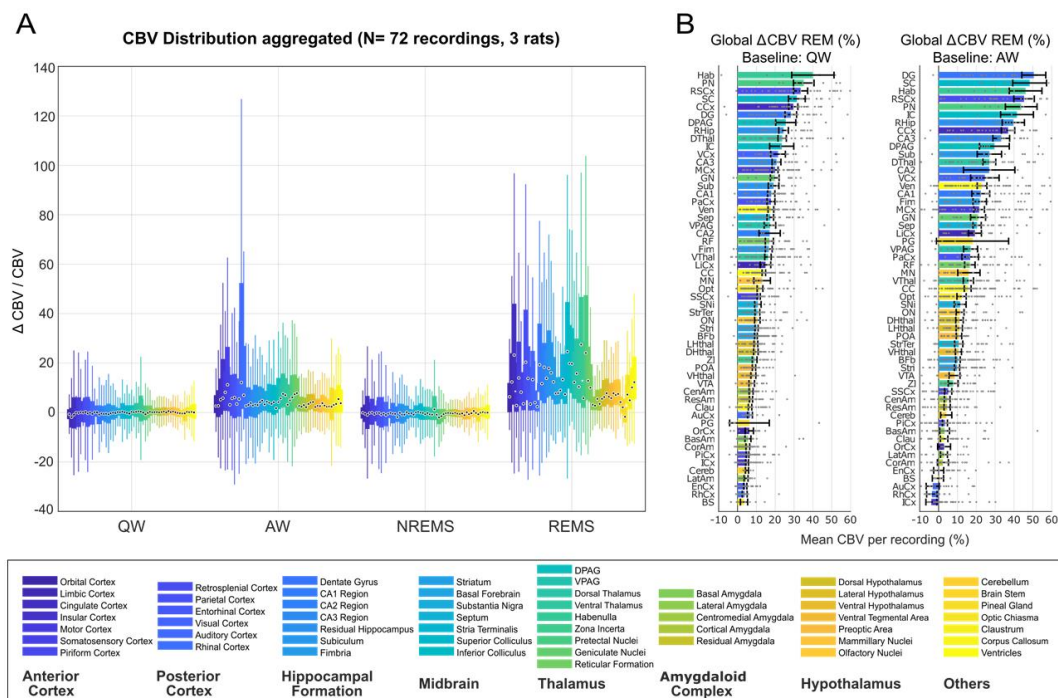 A
CBV Distribution aggregated (N= 72 recordings, 3 rats)
Δ CBV / CBV
140
120
100
80
60
40
20
0
-20
-40
QW
AW
NREMS
REMS
B
Global ΔCBV REM (%)
Baseline: QW
Hab
PN
RSCx
SC
CCx
DG
DPAG
RHip
DThal
IC
VCx
CA3
MCx
GN
Sub
CA1
PaCx
Ven
Sep
VPAG
CA2
RF
Fim
VThal
LiCx
CC
MN
Opt
SSCx
SNi
StrTer
ON
Stri
BFb
LHthal
DHthal
ZI
POA
VHthal
VTA
CenAm
ResAm
Clau
AuCx
PG
OrCx
BasAm
CorAm
PiCx
ICx
Cereb
LatAm
EnCx
RhCx
BS
-10 0 10 20 30 40 50 60
Global ΔCBV REM (%)
Baseline: AW
DG
SC
Hab
RSCx
PN
IC
RHip
CCx
CA3
DPAG
Sub
DThal
CA2
VCx
Ven
CA1
Fim
MCx
GN
Sep
LiCx
PG
VPAG
PaCx
RF
MN
VThal
CC
Opt
SNi
ON
DHthal
LHthal
POA
StrTer
VHthal
BFb
Stri
VTA
ZI
SSCx
CenAm
ResAm
Cereb
PiCx
BasAm
Clau
OrCx
LatAm
CorAm
EnCx
BS
AuCx
RhCx
ICx
-10 0 10 20 30 40 50 60
Mean CBV per recording (%)
Orbital Cortex
Limbic Cortex
Cingulate Cortex
Insular Cortex
Motor Cortex
Somatosensory Cortex
Piriform Cortex
Anterior
Cortex
Retrosplenial Cortex
Parietal Cortex
Entorhinal Cortex
Visual Cortex
Auditory Cortex
Rhinal Cortex
Posterior
Cortex
Dentate Gyrus
CA1 Region
CA2 Region
CA3 Region
Residual Hippocampus
Subiculum
Fimbria
Hippocampal
Formation
Striatum
Basal Forebrain
Substantia Nigra
Septum
Stria Terminalis
Superior Colliculus
Inferior Colliculus
Midbrain
DPAG
VPAG
Dorsal Thalamus
Ventral Thalamus
Habenulla
Zona Incerta
Pretectal Nuclei
Geniculate Nuclei
Reticular Formation
Thalamus
Basal Amygdala
Lateral Amygdala
Centromedial Amygdala
Cortical Amygdala
Residual Amygdala
Amygdaloid
Complex
Dorsal Hypothalamus
Lateral Hypothalamus
Ventral Hypothalamus
Ventral Tegmental Area
Preoptic Area
Mammillary Nuclei
Olfactory Nuclei
Hypothalamus
Cerebellum
Brain Stem
Pineal Gland
Optic Chiasma
Claustrum
Corpus Callosum
Ventricles
Others